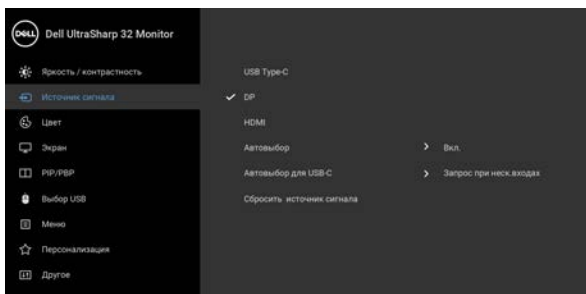 DELL Dell UltraSharp 32 Monitor
Яркость / контрастность USB Type-C
Источник сигнала DP
Цвет HDMI
Экран Автовыбор Вкл.
PIP/PBP Автовыбор для USB-C Запрос при неск.входах
Выбор USB Сбросить источник сигнала
Меню
Персонализация
Другое